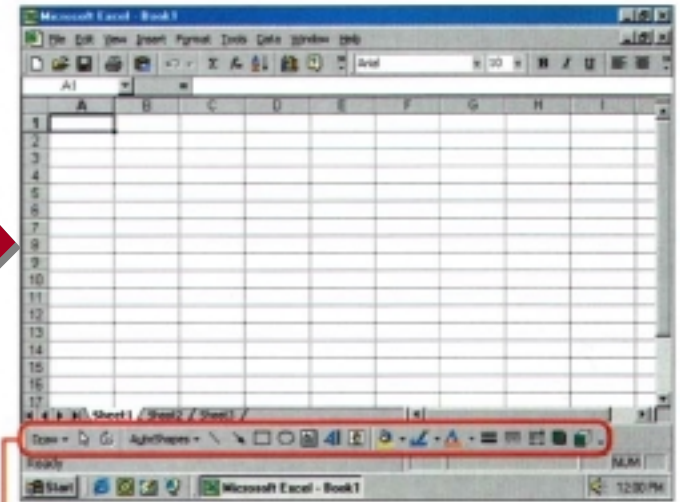 Microsoft Excel - Book1
File Edit View Insert Format Tools Data Window Help
Arial 10 B I U
A1 =
A B C D E F G H I
1
2
3
4
5
6
7
8
9
10
11
12
13
14
15
16
17
Sheet1 Sheet2 Sheet3
Draw AutoShapes
Ready NUM
Start Microsoft Excel - Book1 12:00 PM